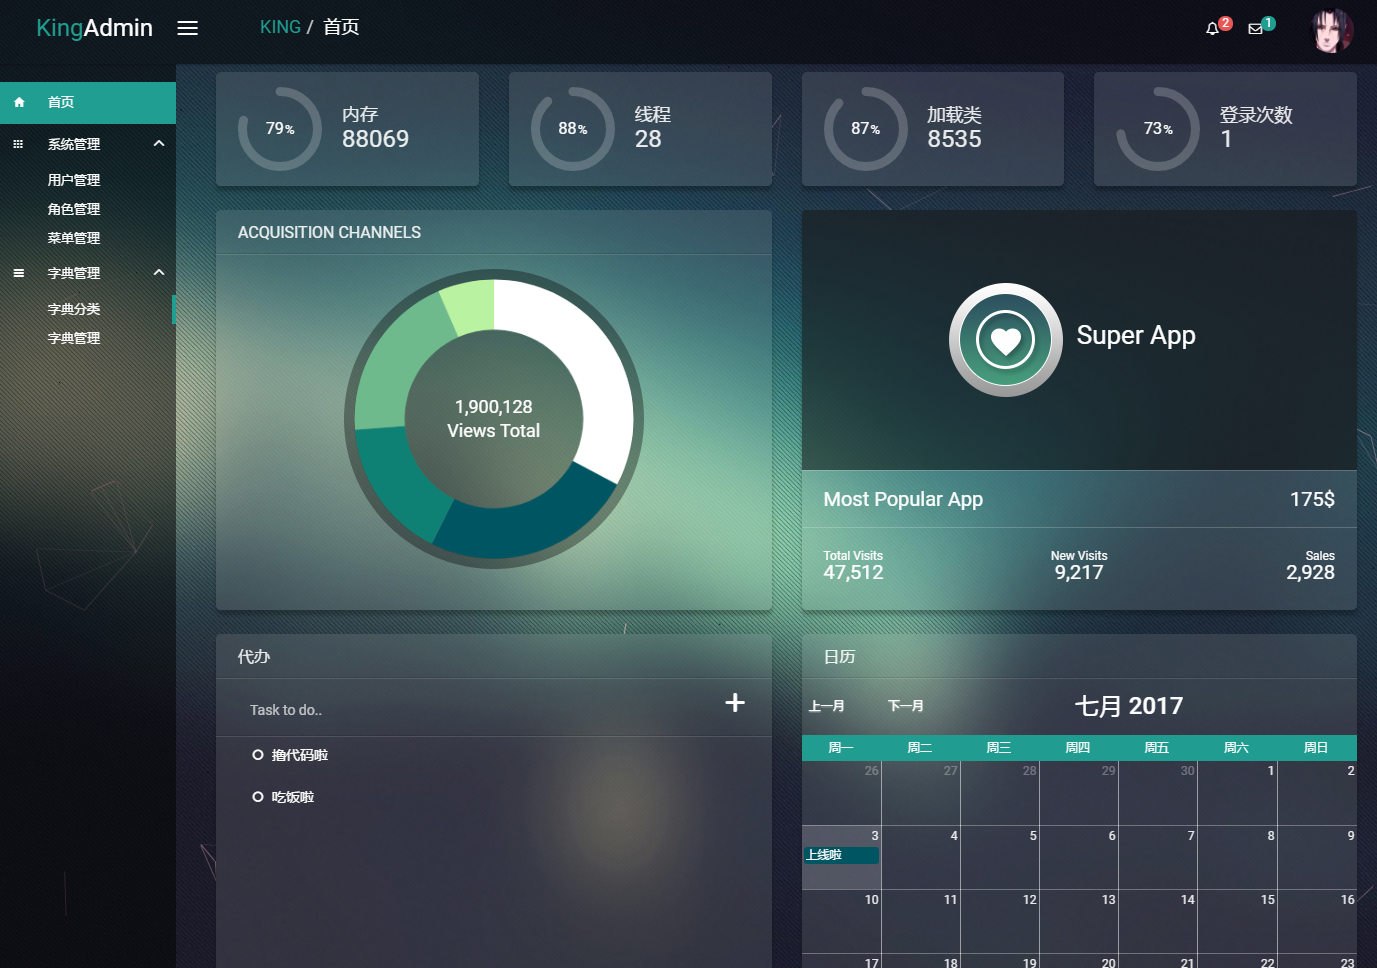 KingAdmin
KING / 首页
2
1
首页
系统管理
用户管理
角色管理
菜单管理
字典管理
字典分类
字典管理
79%
内存
88069
88%
线程
28
87%
加载类
8535
73%
登录次数
1
ACQUISITION CHANNELS
1,900,128
Views Total
Super App
Most Popular App 175$
Total Visits New Visits Sales
47,512 9,217 2,928
代办
Task to do..
撸代码啦
吃饭啦
日历
上一月 下一月 七月 2017
周一 周二 周三 周四 周五 周六 周日
26 27 28 29 30 1 2
3 4 5 6 7 8 9
上线啦
10 11 12 13 14 15 16
17 18 19 20 21 22 23